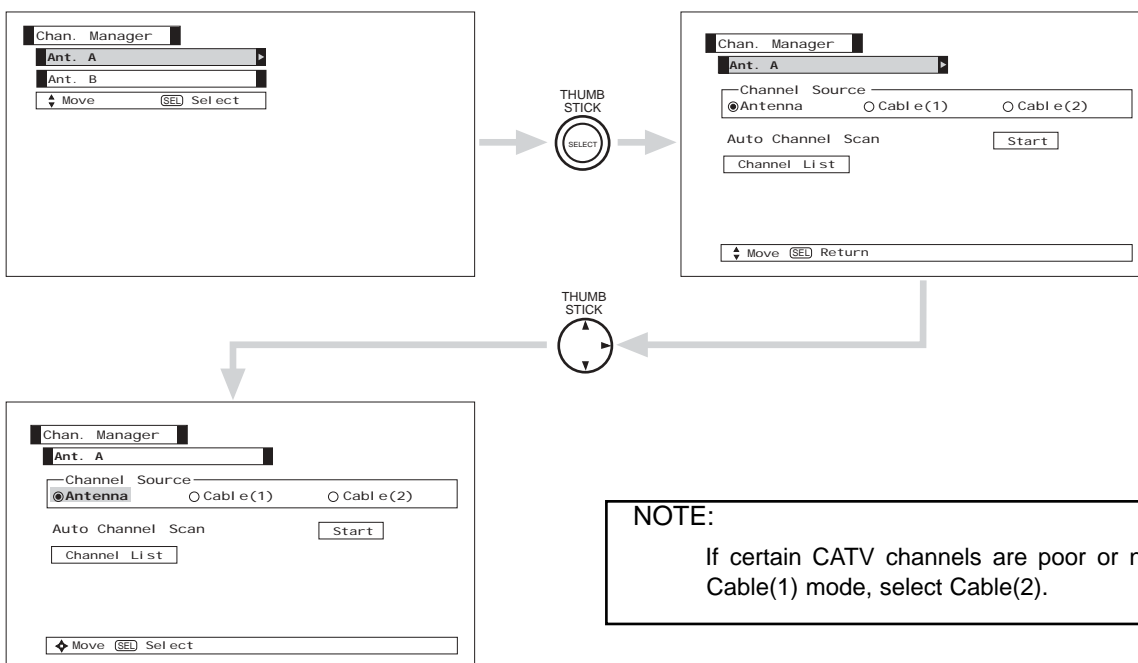 Chan. Manager
Ant. A
Ant. B
Move SEL Select
THUMB
STICK
SELECT
Chan. Manager
Ant. A
Channel Source
Antenna Cable(1) Cable(2)
Auto Channel Scan Start
Channel List
Move SEL Return
THUMB
STICK
Chan. Manager
Ant. A
Channel Source
Antenna Cable(1) Cable(2)
Auto Channel Scan Start
Channel List
Move SEL Select
NOTE:
If certain CATV channels are poor or
Cable(1) mode, select Cable(2).